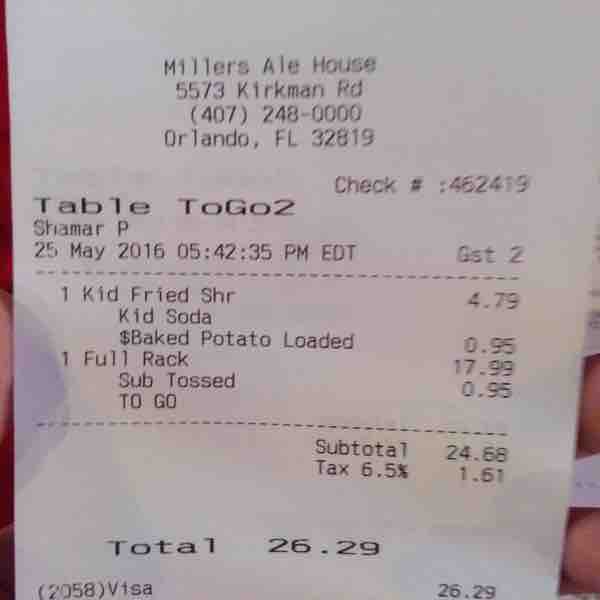 Millers Ale House
5573 Kirkman Rd
(407) 248-0000
Orlando, FL 32819
Check # :462419
Table ToGo2
Shamar P
25 May 2016 05:42:35 PM EDT Gst 2
1 Kid Fried Shr 4.79
Kid Soda
$Baked Potato Loaded 0.95
1 Full Rack 17.99
Sub Tossed 0.95
TO GO
Subtotal 24.68
Tax 6.5% 1.61
Total 26.29
(2058)Visa 26.29